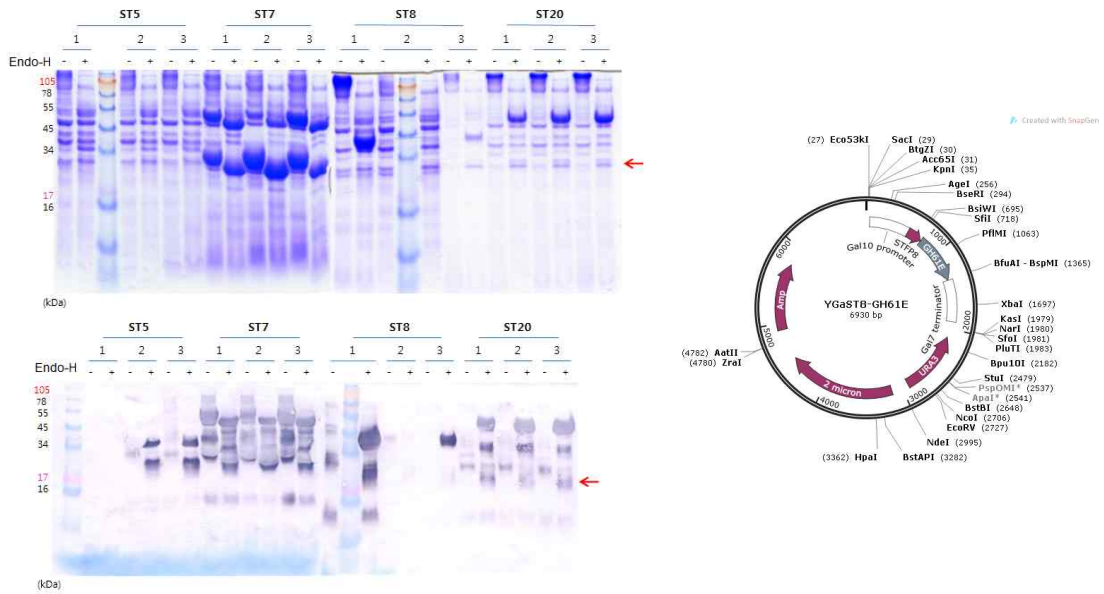 ST5 ST7 ST8 ST20
1 2 3 1 2 3 1 2 3 1 2 3
Endo-H - + - + - + - + - + - + - + - + - + - + - + - +
105
78
55
45
34
17
16
(kDa)
ST5 ST7 ST8 ST20
1 2 3 1 2 3 1 2 3 1 2 3
Endo-H - + - + - + - + - + - + - + - + - + - + - + - +
105
78
55
45
34
17
16
(kDa)
Created with SnapGen
(27) Eco53kI
SacI (29)
BtgZI (30)
Acc65I (31)
KpnI (35)
AgeI (256)
BseRI (294)
BsiWI (695)
SfiI (718)
PflMI (1063)
BfuAI - BspMI (1365)
XbaI (1697)
KasI (1979)
NarI (1980)
SfoI (1981)
PluTI (1983)
Bpu10I (2182)
StuI (2479)
PspOMI* (2537)
ApaI* (2541)
BstBI (2648)
NcoI (2706)
EcoRV (2727)
NdeI (2995)
BstAPI (3282)
(3362) HpaI
(4782) AatII
(4780) ZraI
1000
2000
3000
4000
5000
6000
Gal10 promoter
STFP8
GH61E
Gal7 terminator
URA3
2 micron
Amp
YGaST8-GH61E
6930 bp